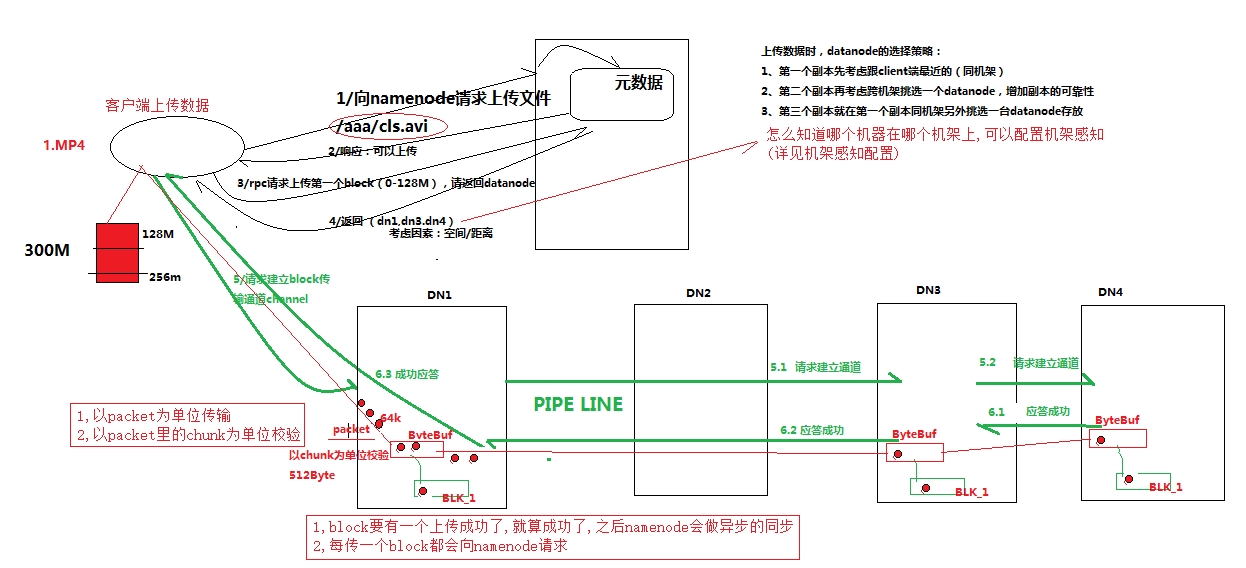 上传数据时，datanode的选择策略：
1、第一个副本先考虑跟client端最近的（同机架）
2、第二个副本再考虑跨机架挑选一个datanode，增加副本的可靠性
3、第三个副本就在第一个副本同机架另外挑选一台datanode存放
怎么知道哪个机器在哪个机架上,可以配置机架感知
(详见机架感知配置)
元数据
客户端上传数据
1.MP4
1/向namenode请求上传文件
/aaa/cls.avi
2/响应：可以上传
3/rpc请求上传第一个block（0-128M），请返回datanode
4/返回（dn1,dn3.dn4）
考虑因素：空间/距离
300M
128M
256m
5/请求建立block传
输通道channel
DN1
DN2
DN3
DN4
6.3 成功应答
5.1 请求建立通道
5.2 请求建立通道
PIPE LINE
6.1 应答成功
6.2 应答成功
1,以packet为单位传输
2,以packet里的chunk为单位校验
64k
packet
ByteBuf
以chunk为单位校验
512Byte
BLK_1
ByteBuf
BLK_1
ByteBuf
BLK_1
1,block要有一个上传成功了,就算成功了,之后namenode会做异步的同步
2,每传一个block都会向namenode请求